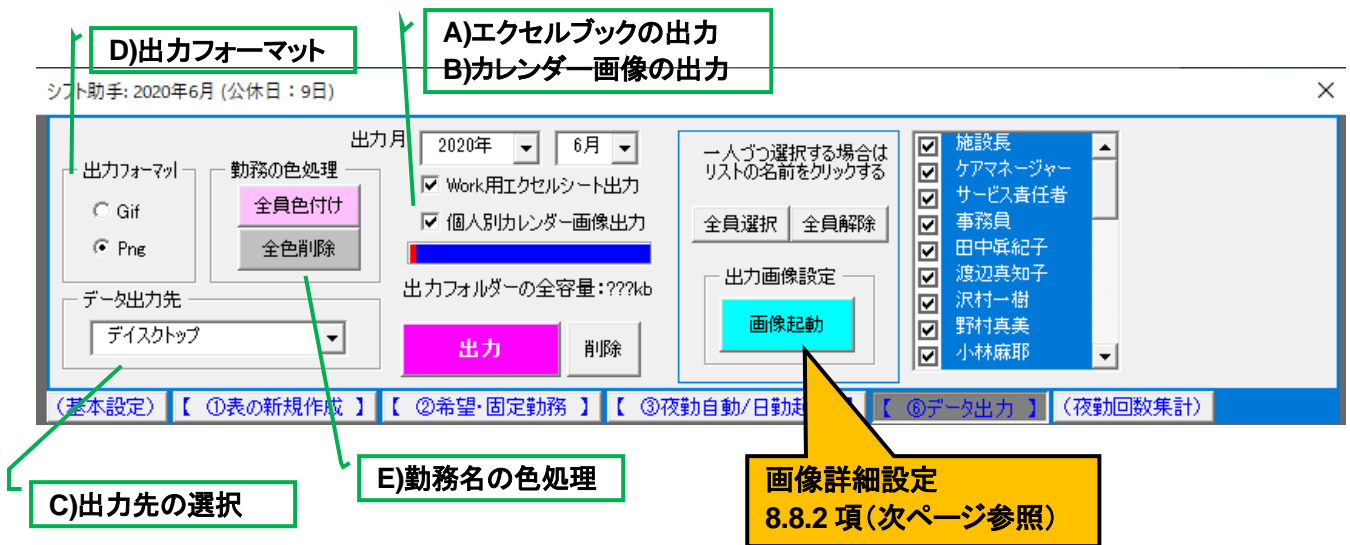 D)出力フォーマット
A)エクセルブックの出力
B)カレンダー画像の出力
シフト助手: 2020年6月 (公休日：9日)
出力月 2020年 6月
出力フォーマット
Gif
Png
勤務の色処理
全員色付け
全色削除
Work用エクセルシート出力
個人別カレンダー画像出力
出力フォルダーの全容量：???kb
データ出力先
デイスクトップ
出力
削除
一人づつ選択する場合は
リストの名前をクリックする
全員選択 全員解除
出力画像設定
画像起動
施設長
ケアマネージャー
サービス責任者
事務員
田中眞紀子
渡辺真知子
沢村一樹
野村真美
小林麻耶
(基本設定) 【 ①表の新規作成 】 【 ②希望・固定勤務 】 【 ③夜勤自動/日勤 】 【 ⑥データ出力 】 (夜勤回数集計)
C)出力先の選択
E)勤務名の色処理
画像詳細設定
8.8.2 項(次ページ参照)